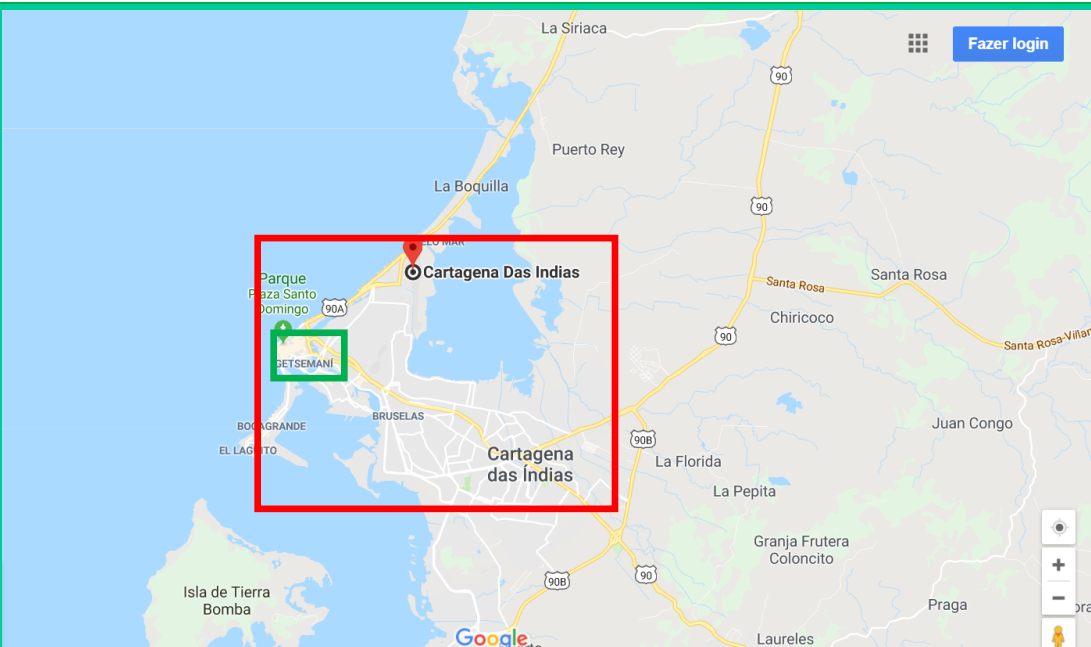 La Siriaca
Fazer login
90
Puerto Rey
La Boquilla
90
ELO MAR
Cartagena Das Indias
Parque
Plaza Santo
Domingo
90A
Santa Rosa
Santa Rosa
Chiricoco
90
Santa Rosa-Villan
GETSEMANÍ
BRUSELAS
BOCAGRANDE
EL LAGUITO
Juan Congo
90B
Cartagena
das Índias
La Florida
La Pepita
Granja Frutera
Coloncito
90B
90
Isla de Tierra
Bomba
Praga
Google
Laureles